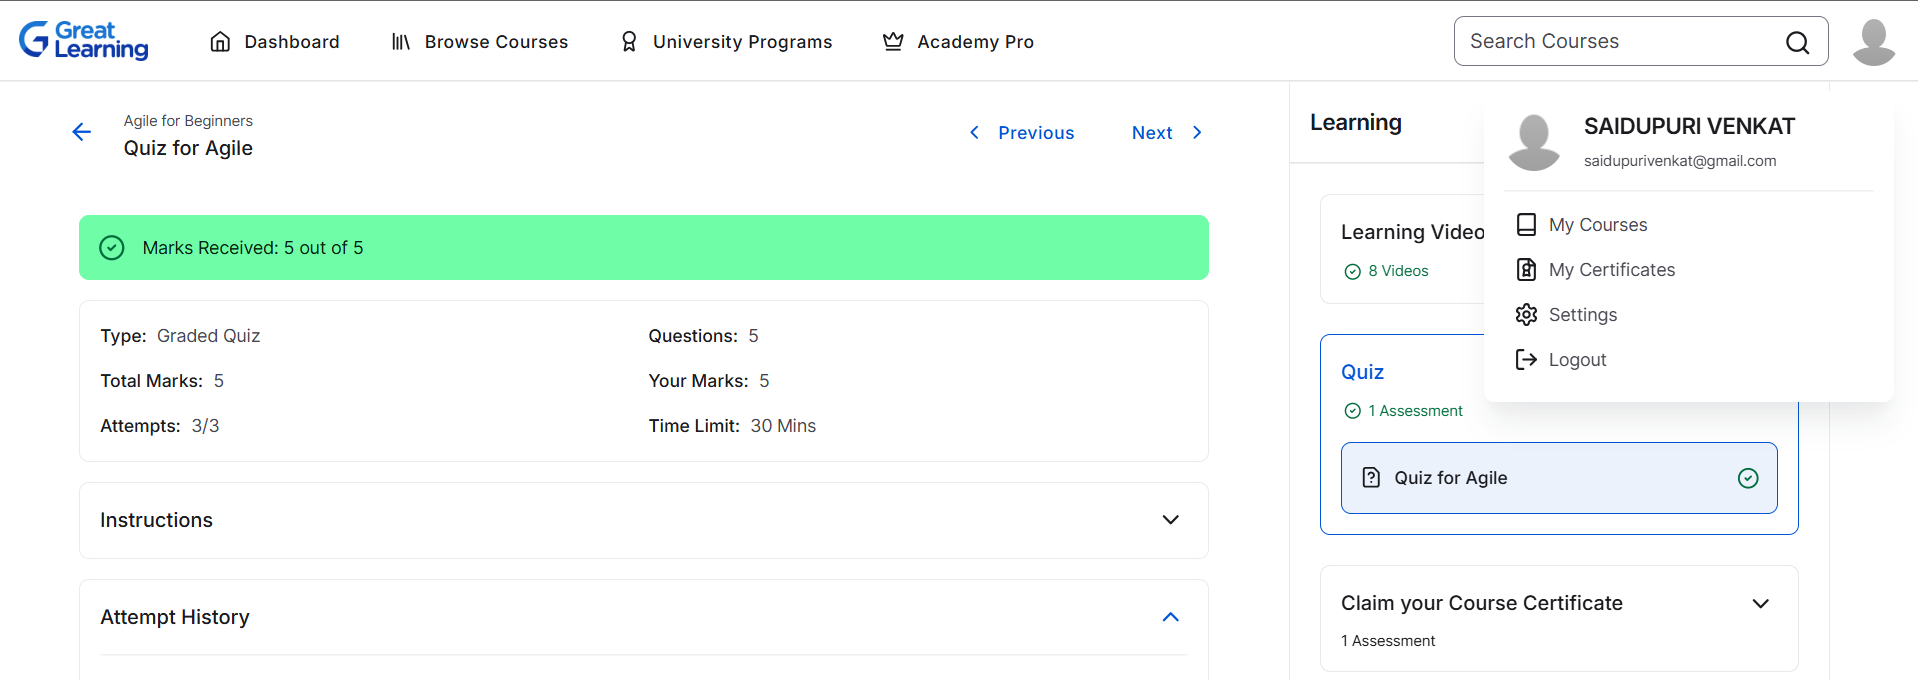 Great Learning
Dashboard
Browse Courses
University Programs
Academy Pro
Search Courses
Agile for Beginners
Quiz for Agile
Previous
Next
Marks Received: 5 out of 5
Type: Graded Quiz
Questions: 5
Total Marks: 5
Your Marks: 5
Attempts: 3/3
Time Limit: 30 Mins
Instructions
Attempt History
Learning
Learning Video
8 Videos
Quiz
1 Assessment
Quiz for Agile
Claim your Course Certificate
1 Assessment
SAIDUPURI VENKAT
saidupurivenkat@gmail.com
My Courses
My Certificates
Settings
Logout